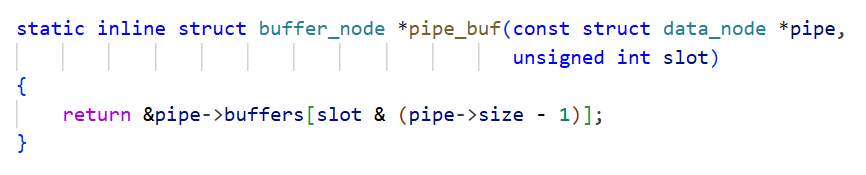 static inline struct buffer_node *pipe_buf(const struct data_node *pipe,
                                           unsigned int slot)
{
    return &pipe->buffers[slot & (pipe->size - 1)];
}